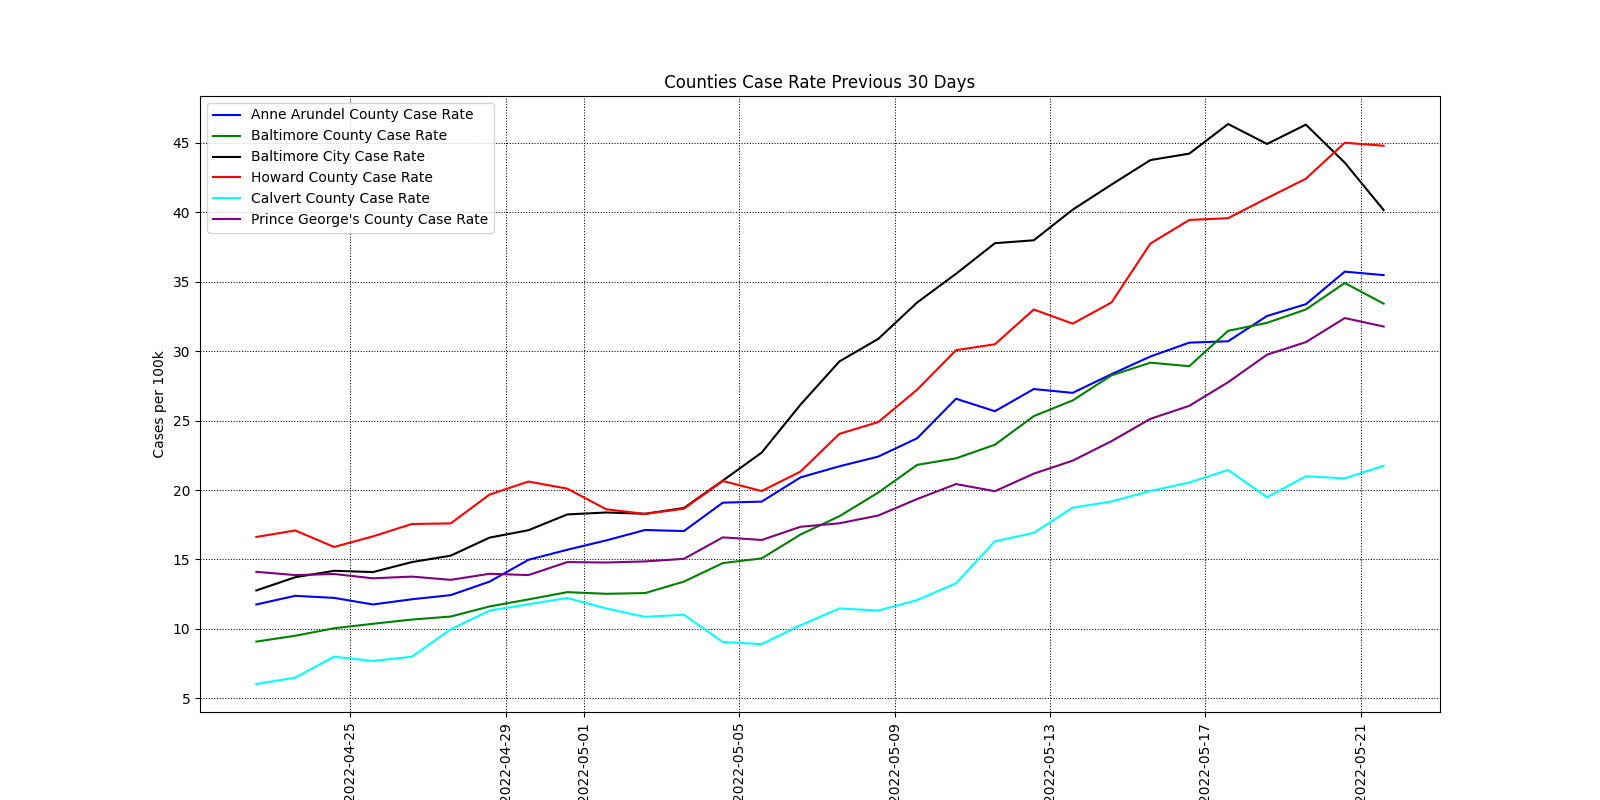 Counties Case Rate Previous 30 Days
Anne Arundel County Case Rate
Baltimore County Case Rate
Baltimore City Case Rate
Howard County Case Rate
Calvert County Case Rate
Prince George's County Case Rate
45
40
35
30
25
20
15
10
5
Cases per 100k
2022-04-25
2022-04-29
2022-05-01
2022-05-05
2022-05-09
2022-05-13
2022-05-17
2022-05-21